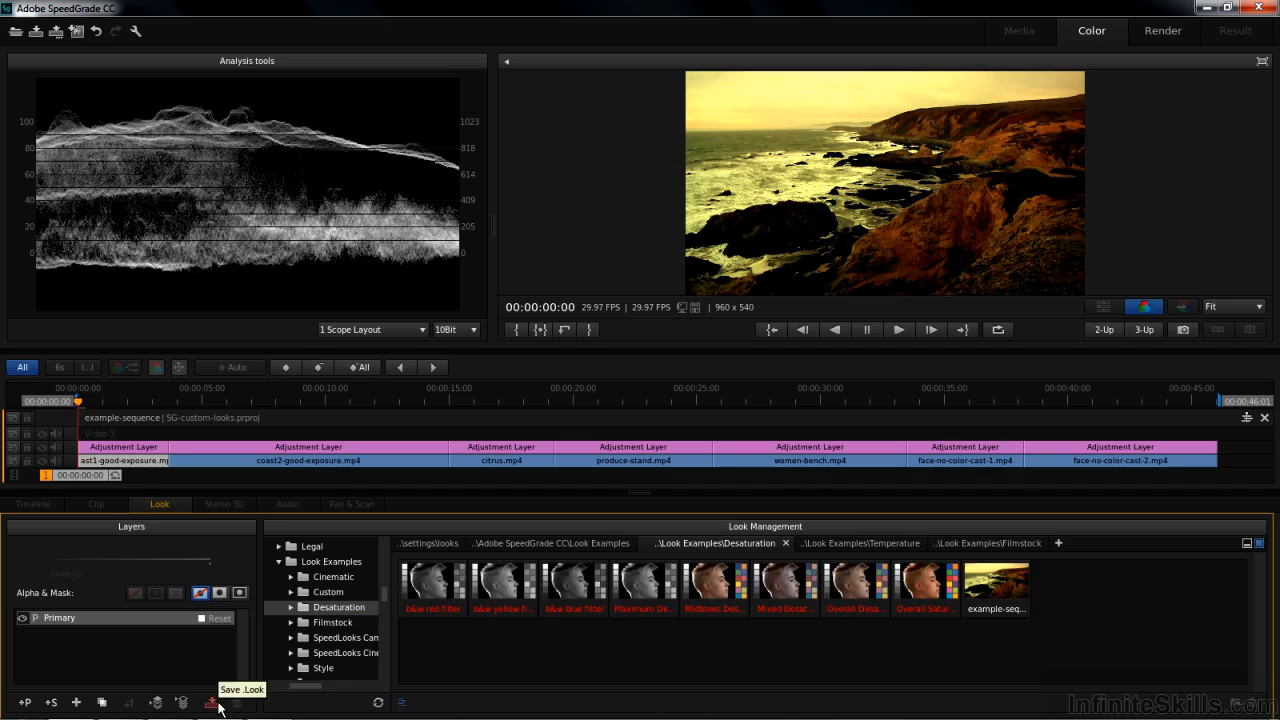 Sg Adobe SpeedGrade CC
Media Color Render Result
Analysis tools
100 1023
80 818
60 614
40 409
20 205
0 0
1 Scope Layout 10Bit
00:00:00:00 29.97 FPS | 29.97 FPS | 960 x 540 Fit
2-Up 3-Up
All 6s [...] Auto All
00:00:00:00 00:00:05:00 00:00:10:00 00:00:15:00 00:00:20:00 00:00:25:00 00:00:30:00 00:00:35:00 00:00:40:00 00:00:45:00
00:00:00:00 00:00:46:01
example-sequence | SG-custom-looks.prproj
Video 3
Adjustment Layer Adjustment Layer Adjustment Layer Adjustment Layer Adjustment Layer Adjustment Layer Adjustment Layer
ast1-good-exposure.mp coast2-good-exposure.mp4 citrus.mp4 produce-stand.mp4 women-bench.mp4 face-no-color-cast-1.mp4 face-no-color-cast-2.mp4
1 00:00:00:00
Timeline Clip Look Stereo 3D Audio Pan & Scan
Layers Look Management
Opacity
Alpha & Mask:
P Primary Reset
+P +S
Save .Look
Legal
Look Examples
Cinematic
Custom
Desaturation
Filmstock
SpeedLooks Can
SpeedLooks Cine
Style
..\settings\looks ..\Adobe SpeedGrade CC\Look Examples ..\Look Examples\Desaturation ..\Look Examples\Temperature ..\Look Examples\Filmstock
b&w red filter b&w yellow fi... b&w blue filter Maximum De... Midtones Des... Mixed Desat... Overall Desa... Overall Satur... example-seq...
InfiniteSkills.com